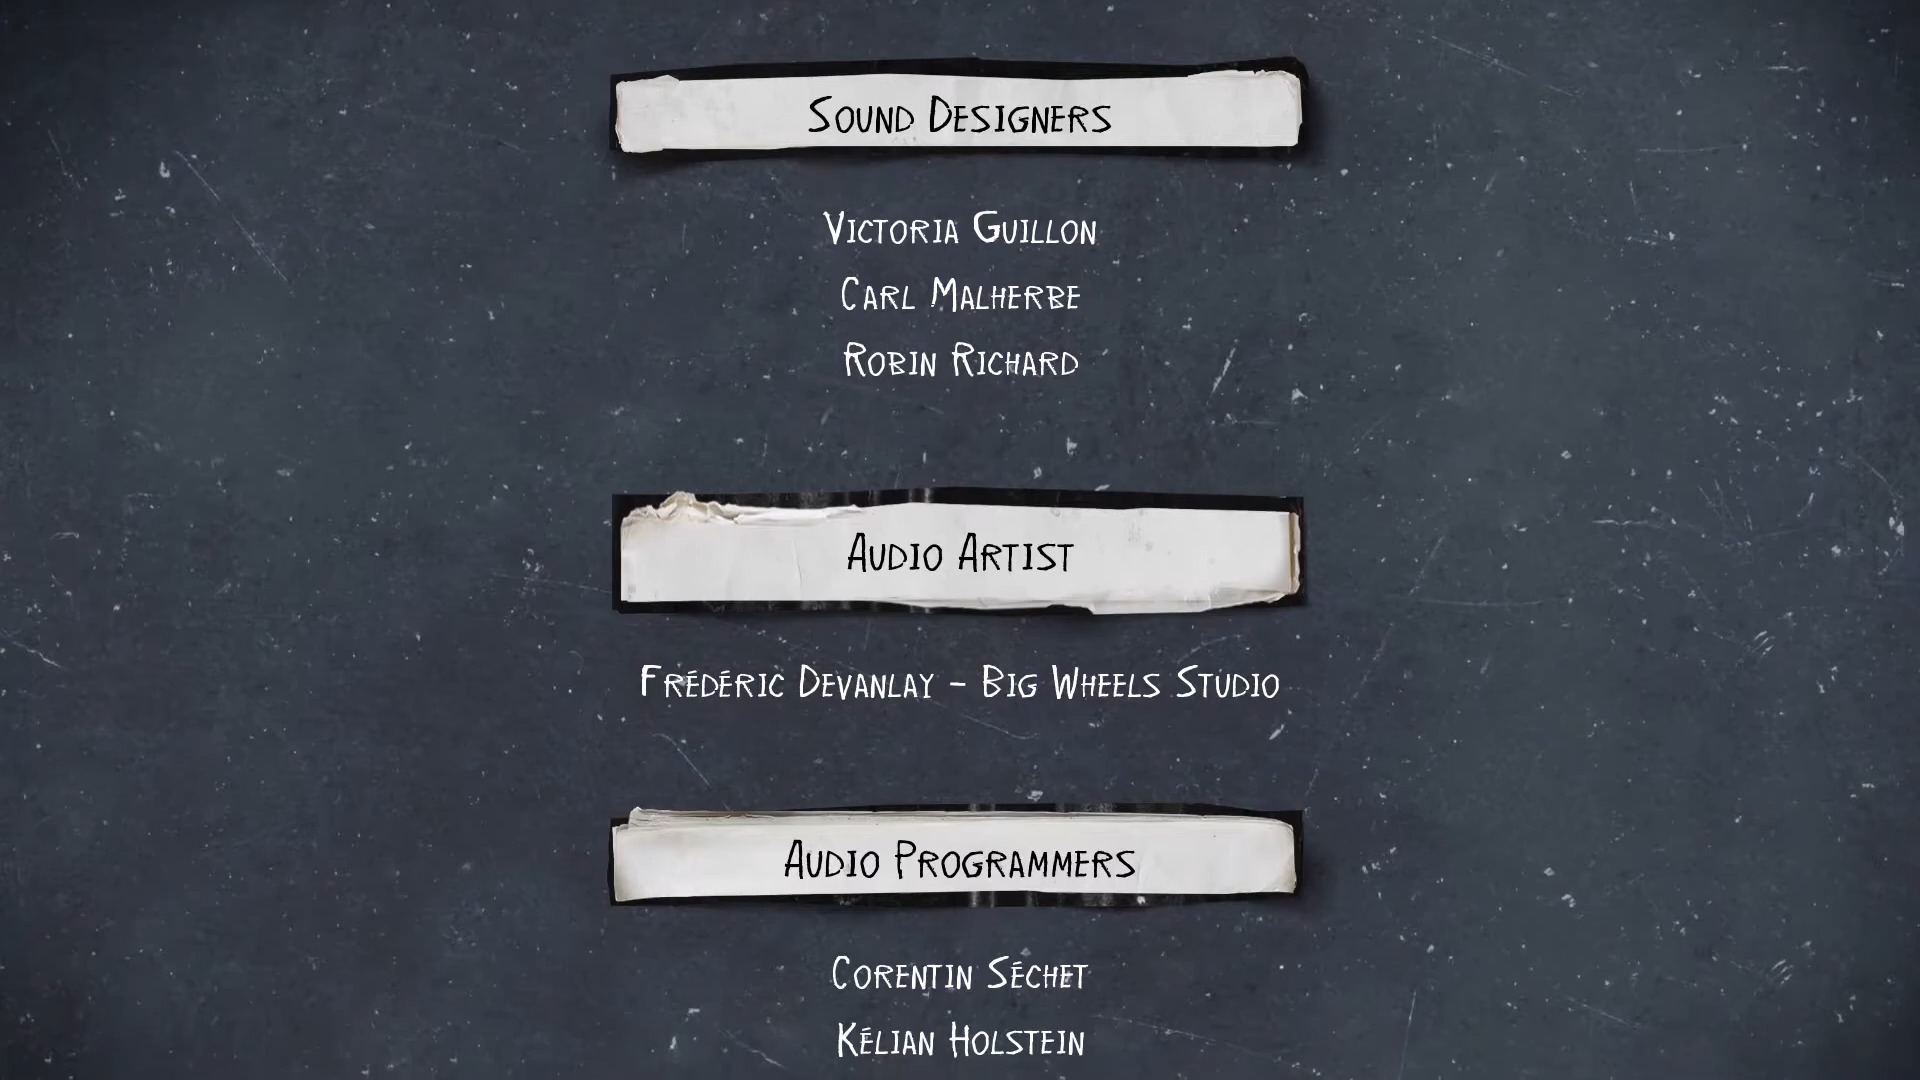 Sound Designers
Victoria Guillon
Carl Malherbe
Robin Richard
Audio Artist
Frédéric Devanlay - Big Wheels Studio
Audio Programmers
Corentin Séchet
Kélian Holstein